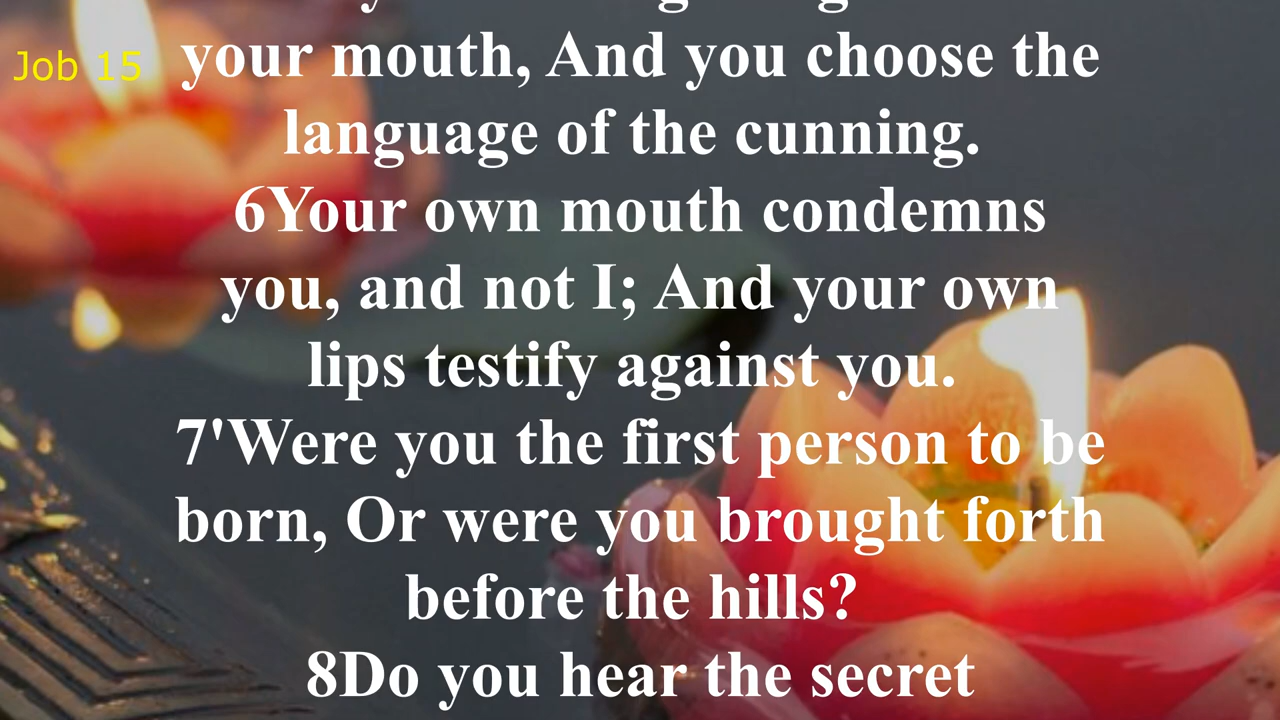 Job 15
your mouth, And you choose the
language of the cunning.
6Your own mouth condemns
you, and not I; And your own
lips testify against you.
7'Were you the first person to be
born, Or were you brought forth
before the hills?
8Do you hear the secret